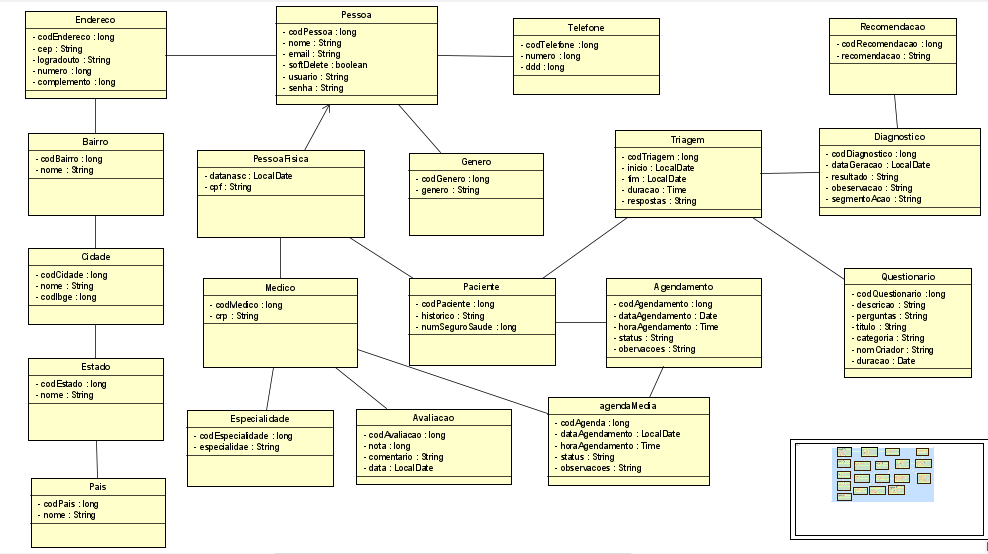 Endereco
- codEndereco : long
- cep : String
- logradouto : String
- numero : long
- complemento : long
Pessoa
- codPessoa : long
- nome : String
- email : String
- softDelete : boolean
- usuario : String
- senha : String
Telefone
- codTelefone : long
- numero : long
- ddd : long
Recomendacao
- codRecomendacao : long
- recomendacao : String
Bairro
- codBairro : long
- nome : String
PessoaFisica
- datanasc : LocalDate
- cpf : String
Genero
- codGenero : long
- genero : String
Triagem
- codTriagem : long
- inicio : LocalDate
- fim : LocalDate
- duracao : Time
- respostas : String
Diagnostico
- codDiagnostico : long
- dataGeracao : LocalDate
- resultado : String
- obeservacao : String
- segmentoAcao : String
Cidade
- codCidade : long
- nome : String
- codIbge : long
Medico
- codMedico : long
- crp : String
Paciente
- codPaciente : long
- historico : String
- numSeguroSaude : long
Agendamento
- codAgendamento : long
- dataAgendamento : Date
- horaAgendamento : Time
- status : String
- obervacoes : String
Questionario
- codQuestionario : long
- descricao : String
- perguntas : String
- titulo : String
- categoria : String
- nomCriador : String
- duracao : Date
Estado
- codEstado : long
- nome : String
Especialidade
- codEspecialidade : long
- especialidae : String
Avaliacao
- codAvaliacao : long
- nota : long
- comentario : String
- data : LocalDate
agendaMedia
- codAgenda : long
- dataAgendamento : LocalDate
- horaAgendamento : Time
- status : String
- observacoes : String
Pais
- codPais : long
- nome : String